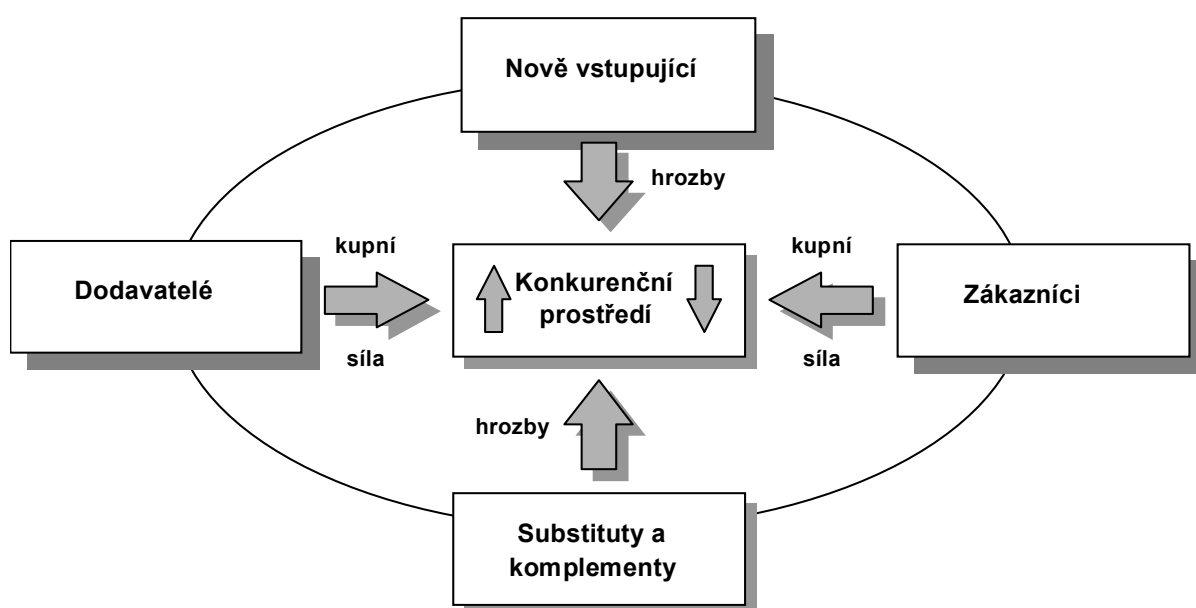 Nově vstupující
hrozby
kupní
kupní
Dodavatelé
Konkurenční
prostředí
Zákazníci
síla
síla
hrozby
Substituty a
komplementy